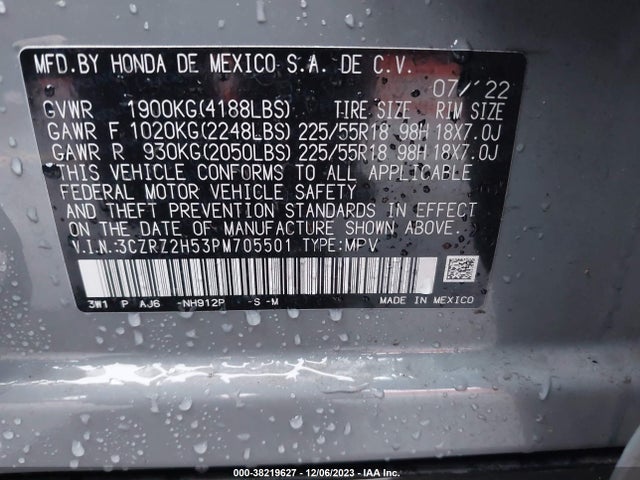 MFD.BY HONDA DE MEXICO S.A. DE C.V.
07/'22
GVWR 1900KG(4188LBS) TIRE SIZE RIM SIZE
GAWR F 1020KG(2248LBS) 225/55R18 98H 18X7.0J
GAWR R 930KG(2050LBS) 225/55R18 98H 18X7.0J
THIS VEHICLE CONFORMS TO ALL APPLICABLE
FEDERAL MOTOR VEHICLE SAFETY
AND THEFT PREVENTION STANDARDS IN EFFECT
ON THE DATE OF MANUFACTURE SHOWN ABOVE.
V.I.N.:3CZRZ2H53PM705501 TYPE:MPV
3W1 P AJ6 -NH912P -S -M MADE IN MEXICO
000-38219627 - 12/06/2023 - IAA Inc.